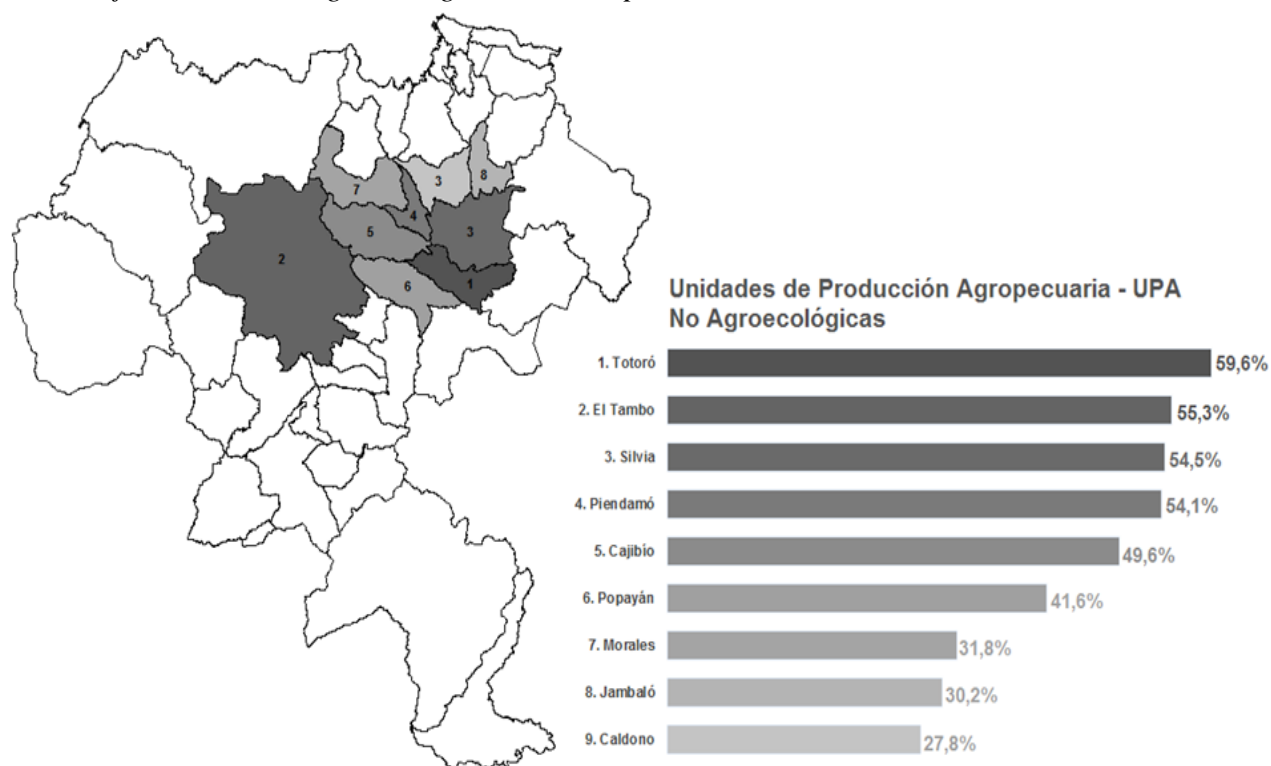 7
3
8
4
5
3
2
6
1
Unidades de Producción Agropecuaria - UPA
No Agroecológicas
1. Totoró 59,6%
2. El Tambo 55,3%
3. Silvia 54,5%
4. Piendamó 54,1%
5. Cajibío 49,6%
6. Popayán 41,6%
7. Morales 31,8%
8. Jambaló 30,2%
9. Caldono 27,8%